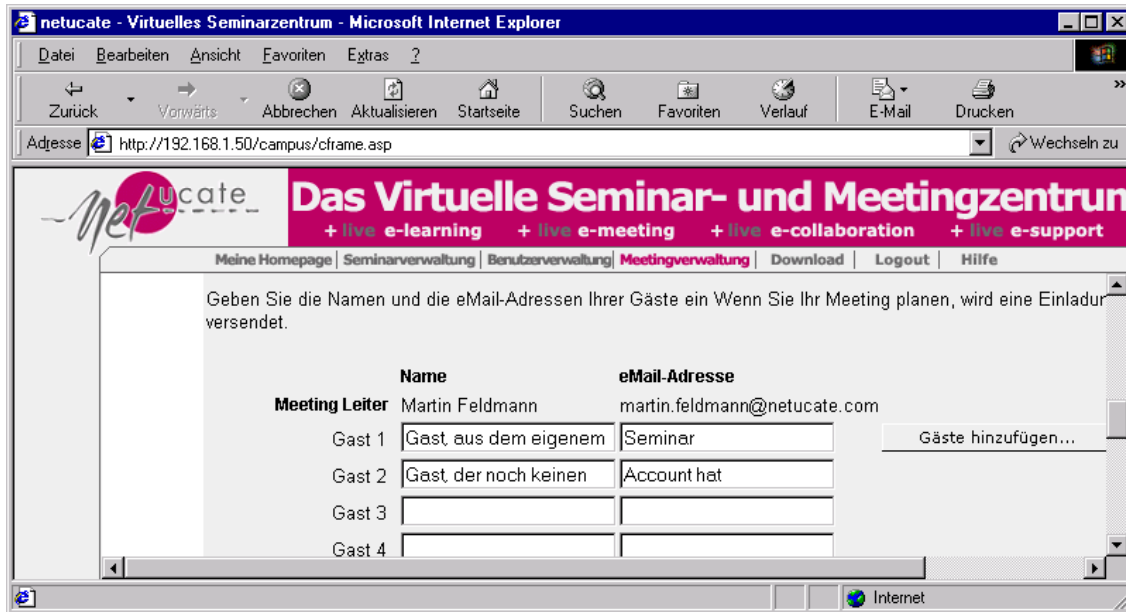 netucate - Virtuelles Seminarzentrum - Microsoft Internet Explorer
Datei Bearbeiten Ansicht Favoriten Extras ?
Zurück Vorwärts Abbrechen Aktualisieren Startseite Suchen Favoriten Verlauf E-Mail Drucken »
Adresse http://192.168.1.50/campus/cframe.asp Wechseln zu
netucate
Das Virtuelle Seminar- und Meetingzentrum
+ live e-learning + live e-meeting + live e-collaboration + live e-support
Meine Homepage | Seminarverwaltung | Benutzerverwaltung | Meetingverwaltung | Download | Logout | Hilfe
Geben Sie die Namen und die eMail-Adressen Ihrer Gäste ein Wenn Sie Ihr Meeting planen, wird eine Einladur
versendet.
Name eMail-Adresse
Meeting Leiter Martin Feldmann martin.feldmann@netucate.com
Gast 1 Gast, aus dem eigenem Seminar Gäste hinzufügen...
Gast 2 Gast, der noch keinen Account hat
Gast 3
Gast 4
Internet